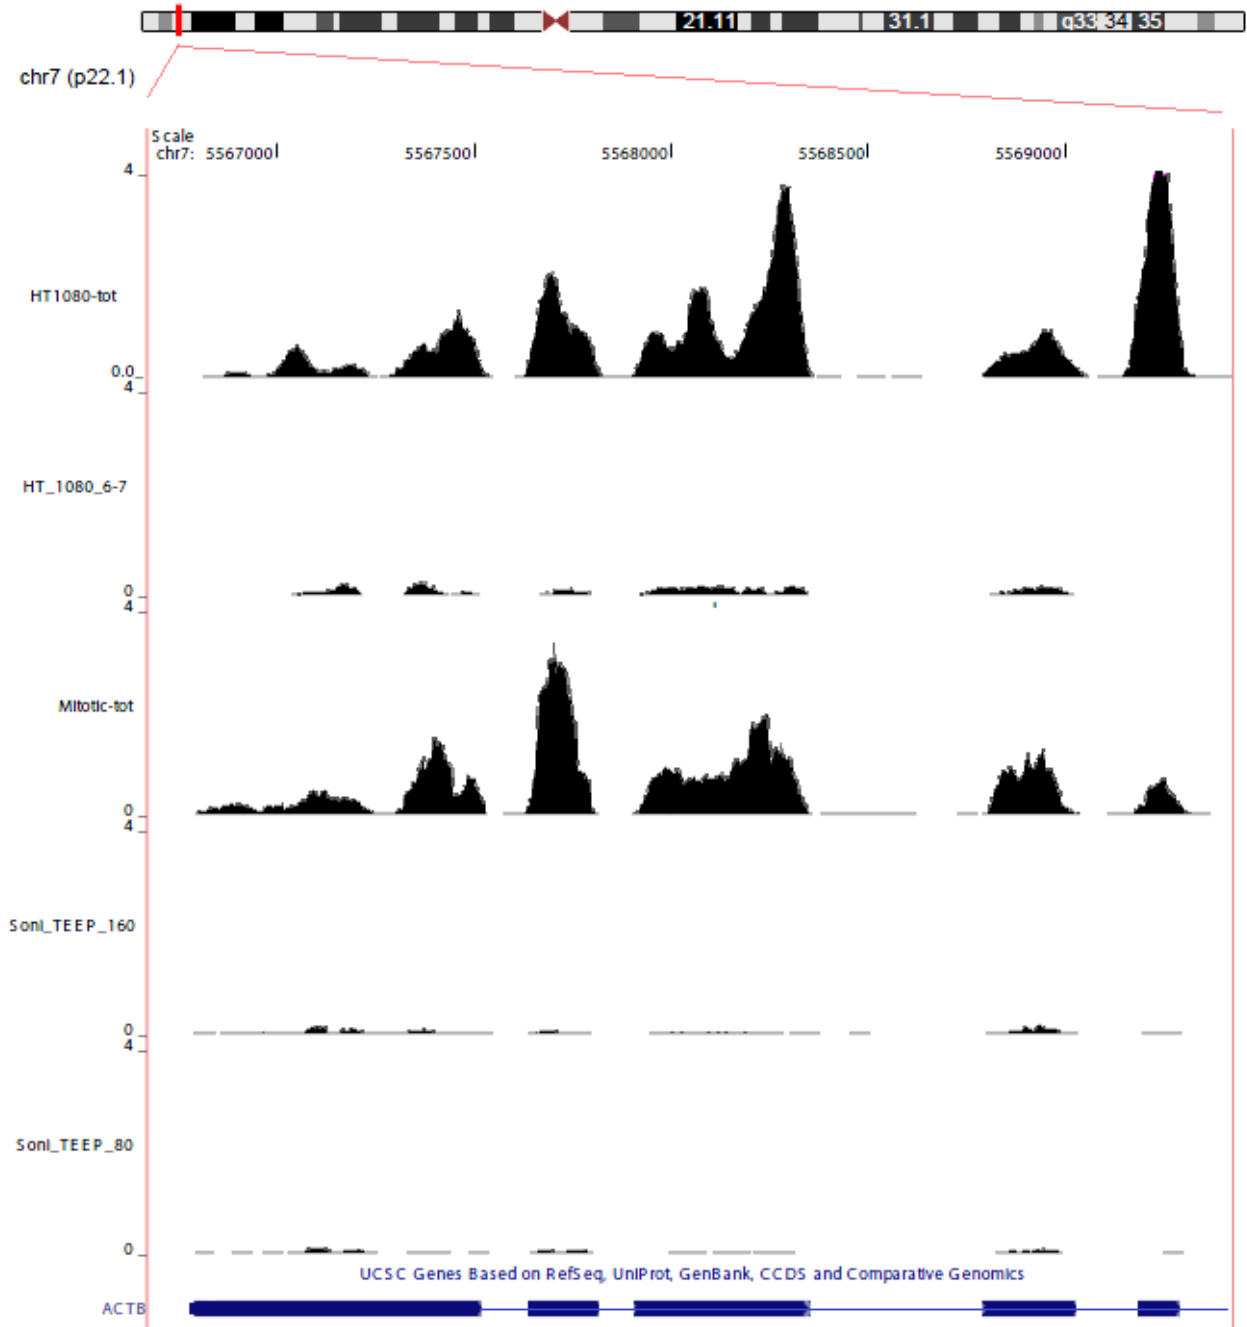 21.11 31.1 q33 34 35
chr7 (p22.1)
Scale
chr7: 5567000| 5567500| 5568000| 5568500| 5569000|
4 _
HT1080-tot
0.0_
4 _
HT_1080_6-7
0 _
4 _
Mitotic-tot
0 _
4 _
Soni_TEEP_160
0 _
4 _
Soni_TEEP_80
0 _
UCSC Genes Based on RefSeq, UniProt, GenBank, CCDS and Comparative Genomics
ACTB